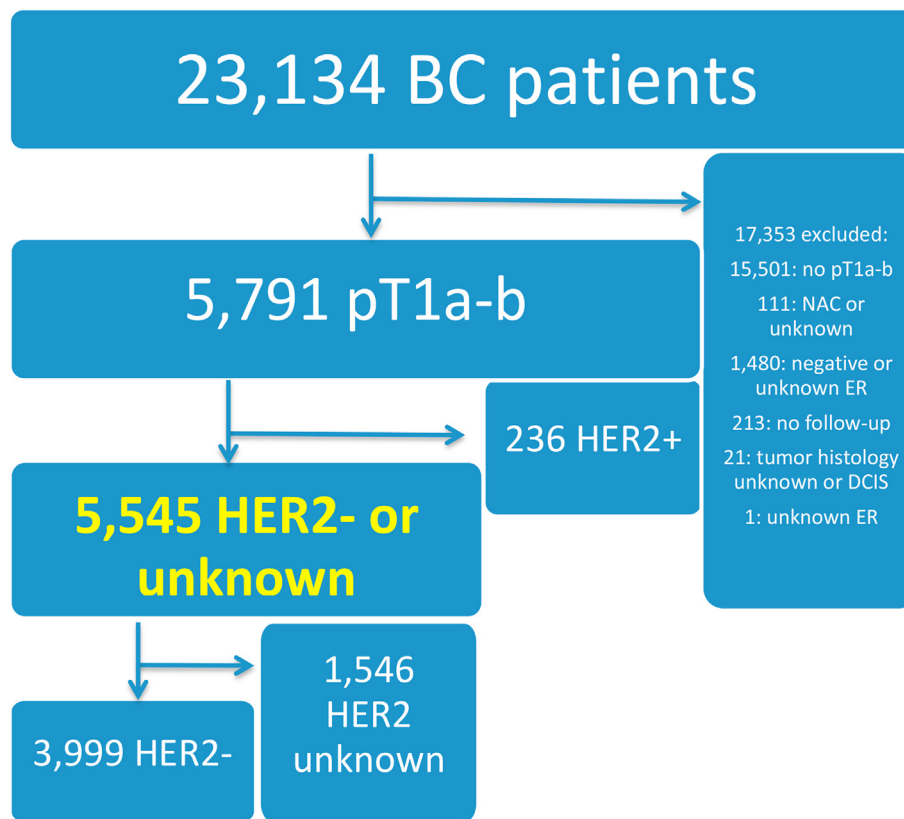 23,134 BC patients
17,353 excluded:
15,501: no pT1a-b
111: NAC or
unknown
1,480: negative or
unknown ER
213: no follow-up
21: tumor histology
unknown or DCIS
1: unknown ER
5,791 pT1a-b
236 HER2+
5,545 HER2- or
unknown
1,546
HER2
unknown
3,999 HER2-